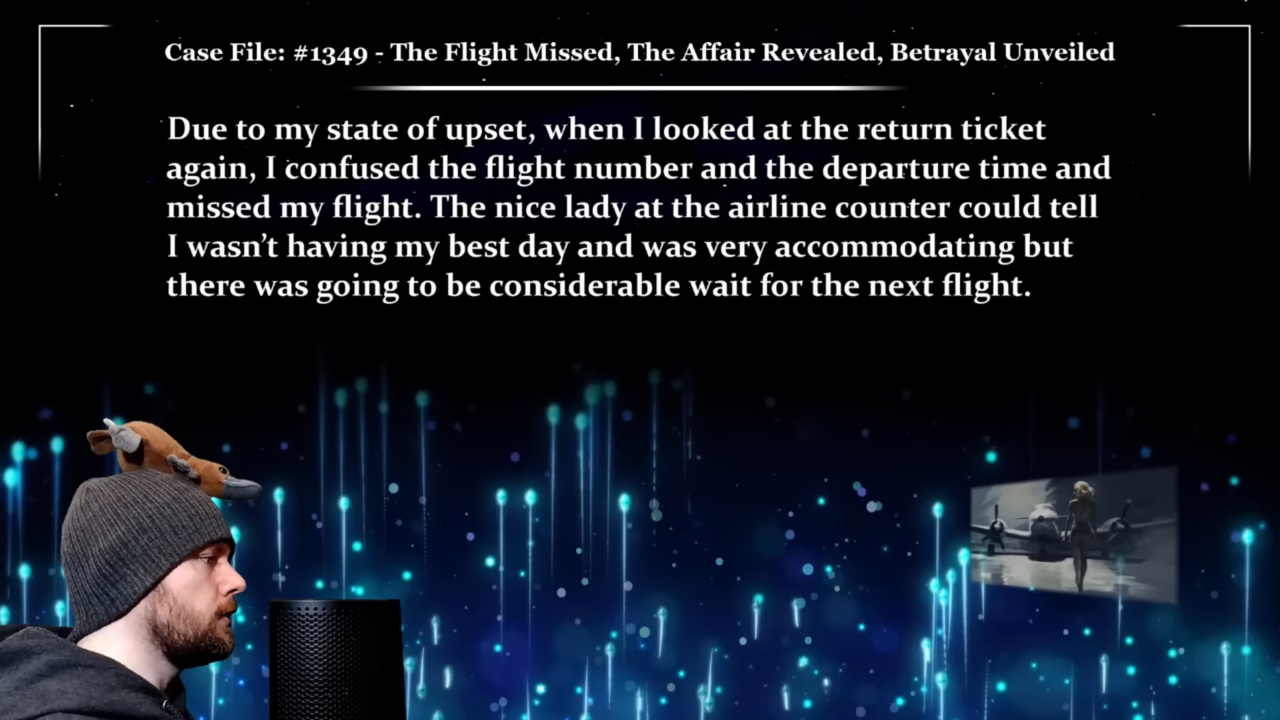 Case File: #1349 - The Flight Missed, The Affair Revealed, Betrayal Unveiled
Due to my state of upset, when I looked at the return ticket
again, I confused the flight number and the departure time and
missed my flight. The nice lady at the airline counter could tell
I wasn’t having my best day and was very accommodating but
there was going to be considerable wait for the next flight.